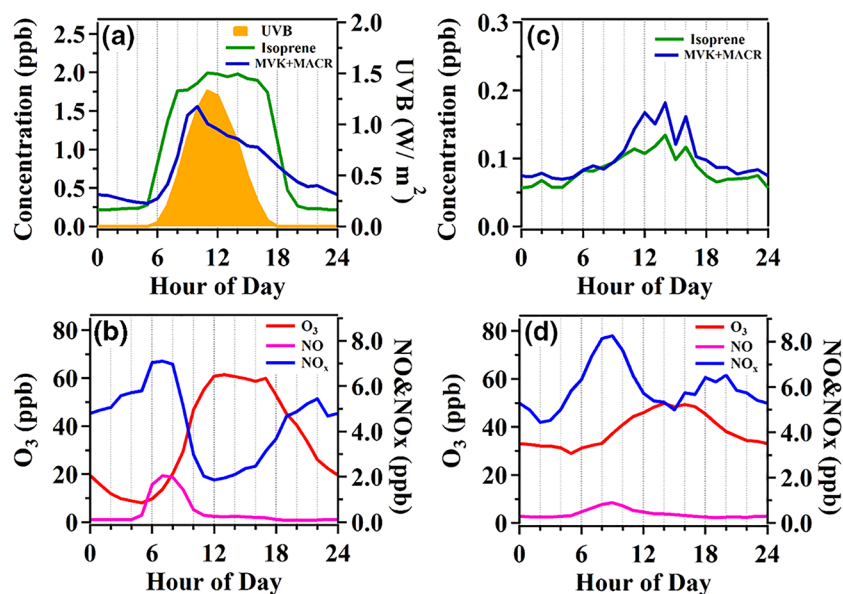 (a)
UVB
Isoprene
MVK+MACR
Concentration (ppb)
2.5
2.0
1.5
1.0
0.5
0.0
2.0
1.5
1.0
0.5
0.0
UVB (W/ m2)
0 6 12 18 24
Hour of Day
(c)
Isoprene
MVK+MACR
Concentration (ppb)
0.3
0.2
0.1
0.0
0 6 12 18 24
Hour of Day
(b)
O3
NO
NOx
O3 (ppb)
80
60
40
20
0
8.0
6.0
4.0
2.0
0.0
NO&NOx (ppb)
0 6 12 18 24
Hour of Day
(d)
O3
NO
NOx
O3 (ppb)
80
60
40
20
0
8.0
6.0
4.0
2.0
0.0
NO&NOx (ppb)
0 6 12 18 24
Hour of Day